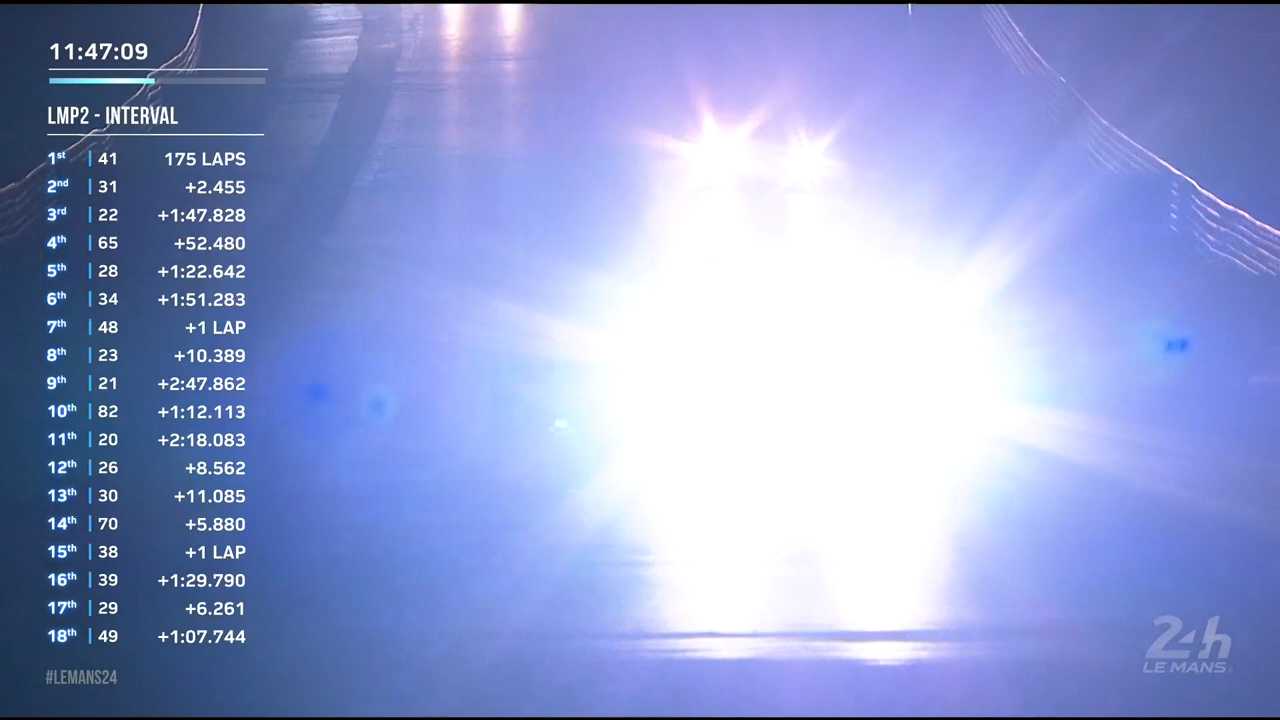 11:47:09
LMP2 - INTERVAL
1st | 41 175 LAPS
2nd | 31 +2.455
3rd | 22 +1:47.828
4th | 65 +52.480
5th | 28 +1:22.642
6th | 34 +1:51.283
7th | 48 +1 LAP
8th | 23 +10.389
9th | 21 +2:47.862
10th | 82 +1:12.113
11th | 20 +2:18.083
12th | 26 +8.562
13th | 30 +11.085
14th | 70 +5.880
15th | 38 +1 LAP
16th | 39 +1:29.790
17th | 29 +6.261
18th | 49 +1:07.744
#LEMANS24
24h
LE MANS